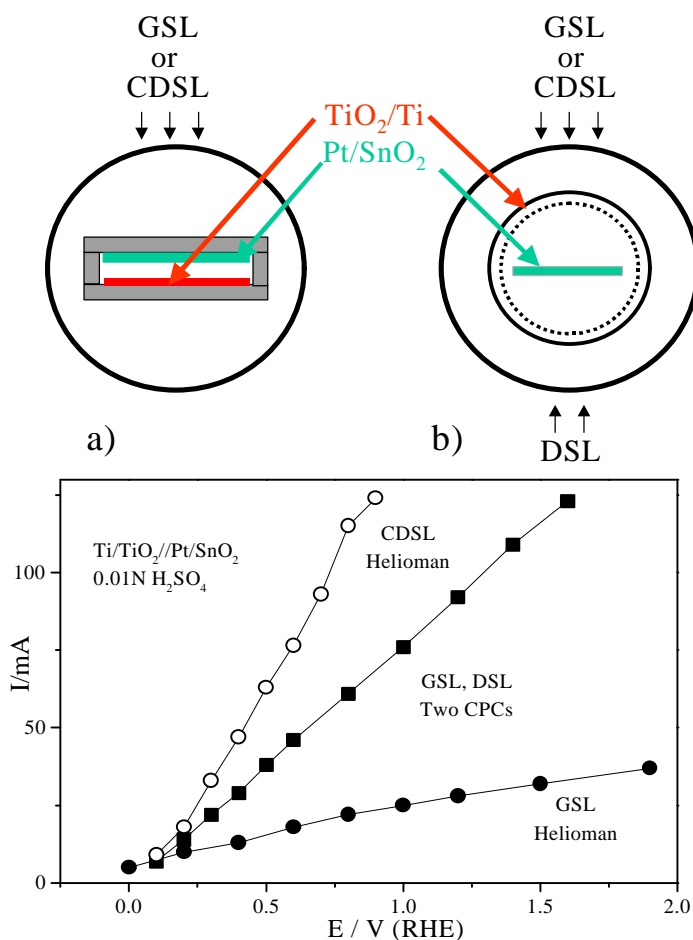 GSL
or
CDSL
GSL
or
CDSL
TiO2/Ti
Pt/SnO2
a)
b)
DSL
Ti/TiO2//Pt/SnO2
0.01N H2SO4
CDSL
Helioman
GSL, DSL
Two CPCs
GSL
Helioman
I/mA
100
50
0
0.0 0.5 1.0 1.5 2.0
E / V (RHE)